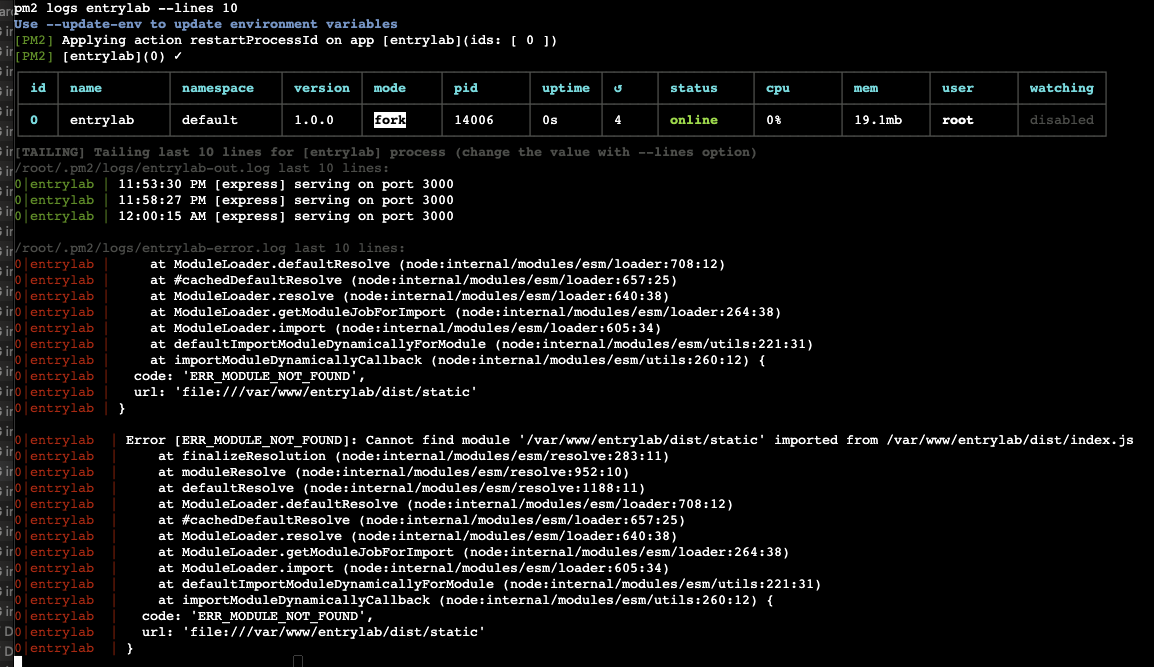 pm2 logs entrylab --lines 10
Use --update-env to update environment variables
[PM2] Applying action restartProcessId on app [entrylab](ids: [ 0 ])
[PM2] [entrylab](0) ✓
id name namespace version mode pid uptime ↺ status cpu mem user watching
0 entrylab default 1.0.0 fork 14006 0s 4 online 0% 19.1mb root disabled
[TAILING] Tailing last 10 lines for [entrylab] process (change the value with --lines option)
/root/.pm2/logs/entrylab-out.log last 10 lines:
0|entrylab | 11:53:30 PM [express] serving on port 3000
0|entrylab | 11:58:27 PM [express] serving on port 3000
0|entrylab | 12:00:15 AM [express] serving on port 3000
/root/.pm2/logs/entrylab-error.log last 10 lines:
0|entrylab |     at ModuleLoader.defaultResolve (node:internal/modules/esm/loader:708:12)
0|entrylab |     at #cachedDefaultResolve (node:internal/modules/esm/loader:657:25)
0|entrylab |     at ModuleLoader.resolve (node:internal/modules/esm/loader:640:38)
0|entrylab |     at ModuleLoader.getModuleJobForImport (node:internal/modules/esm/loader:264:38)
0|entrylab |     at ModuleLoader.import (node:internal/modules/esm/loader:605:34)
0|entrylab |     at defaultImportModuleDynamicallyForModule (node:internal/modules/esm/utils:221:31)
0|entrylab |     at importModuleDynamicallyCallback (node:internal/modules/esm/utils:260:12) {
0|entrylab |   code: 'ERR_MODULE_NOT_FOUND',
0|entrylab |   url: 'file:///var/www/entrylab/dist/static'
0|entrylab | }
0|entrylab  | Error [ERR_MODULE_NOT_FOUND]: Cannot find module '/var/www/entrylab/dist/static' imported from /var/www/entrylab/dist/index.js
0|entrylab  |     at finalizeResolution (node:internal/modules/esm/resolve:283:11)
0|entrylab  |     at moduleResolve (node:internal/modules/esm/resolve:952:10)
0|entrylab  |     at defaultResolve (node:internal/modules/esm/resolve:1188:11)
0|entrylab  |     at ModuleLoader.defaultResolve (node:internal/modules/esm/loader:708:12)
0|entrylab  |     at #cachedDefaultResolve (node:internal/modules/esm/loader:657:25)
0|entrylab  |     at ModuleLoader.resolve (node:internal/modules/esm/loader:640:38)
0|entrylab  |     at ModuleLoader.getModuleJobForImport (node:internal/modules/esm/loader:264:38)
0|entrylab  |     at ModuleLoader.import (node:internal/modules/esm/loader:605:34)
0|entrylab  |     at defaultImportModuleDynamicallyForModule (node:internal/modules/esm/utils:221:31)
0|entrylab  |     at importModuleDynamicallyCallback (node:internal/modules/esm/utils:260:12) {
0|entrylab  |   code: 'ERR_MODULE_NOT_FOUND',
0|entrylab  |   url: 'file:///var/www/entrylab/dist/static'
0|entrylab  | }